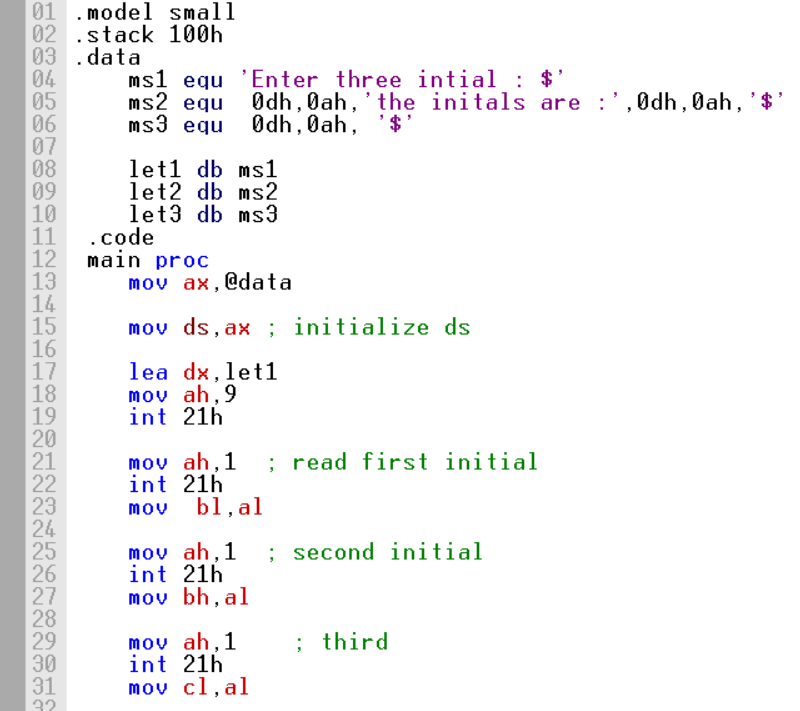 01 .model small
02 .stack 100h
03 .data
04 ms1 equ 'Enter three intial : $'
05 ms2 equ 0dh,0ah,'the initals are :',0dh,0ah,'$'
06 ms3 equ 0dh,0ah, '$'
07
08 let1 db ms1
09 let2 db ms2
10 let3 db ms3
11 .code
12 main proc
13 mov ax,@data
14
15 mov ds,ax ; initialize ds
16
17 lea dx,let1
18 mov ah,9
19 int 21h
20
21 mov ah,1 ; read first initial
22 int 21h
23 mov bl,al
24
25 mov ah,1 ; second initial
26 int 21h
27 mov bh,al
28
29 mov ah,1 ; third
30 int 21h
31 mov cl,al
32